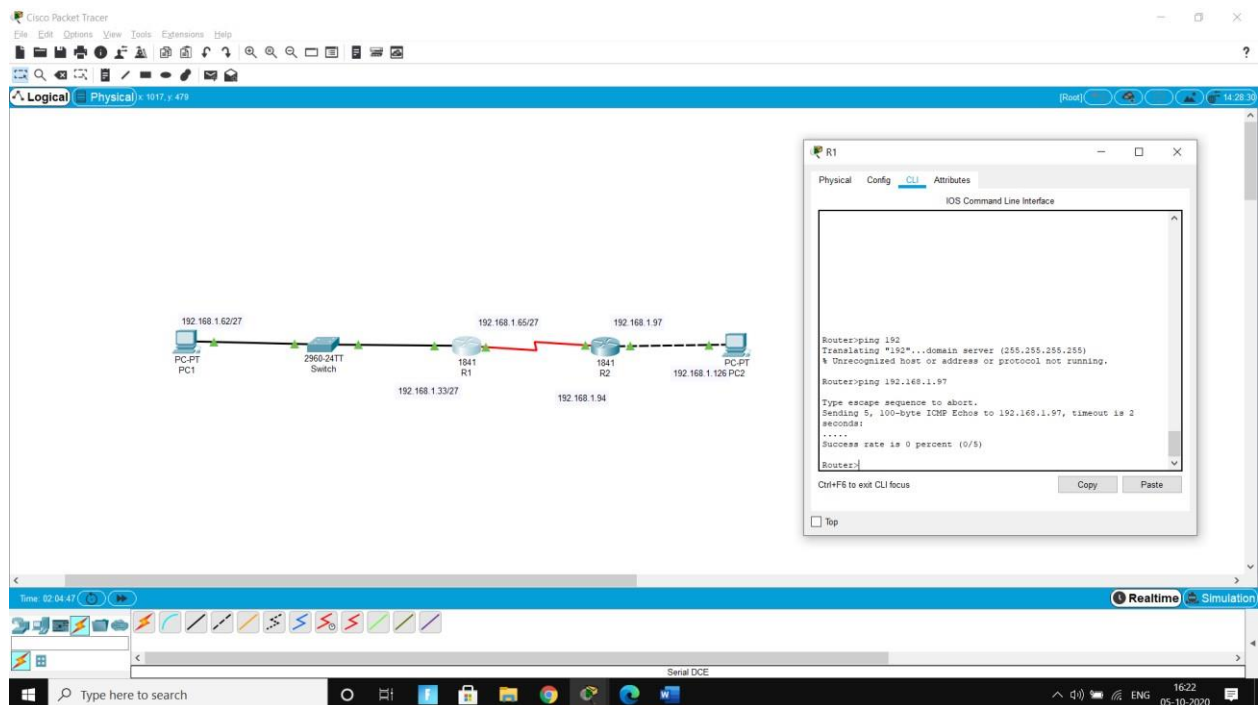 Cisco Packet Tracer
File Edit Options View Tools Extensions Help
?
Logical Physical x: 1017, y: 479
[Root] 14:28:30
R1
Physical Config CLI Attributes
IOS Command Line Interface
Router>ping 192
Translating "192"...domain server (255.255.255.255)
% Unrecognized host or address or protocol not running.
Router>ping 192.168.1.97
Type escape sequence to abort.
Sending 5, 100-byte ICMP Echos to 192.168.1.97, timeout is 2
seconds:
.....
Success rate is 0 percent (0/5)
Router>
Ctrl+F6 to exit CLI focus
Copy Paste
Top
192.168.1.62/27
192.168.1.65/27
192.168.1.97
PC-PT
PC1
2960-24TT
Switch
1841
R1
1841
R2
PC-PT
192.168.1.126 PC2
192.168.1.33/27
192.168.1.94
Time: 02:04:47
Realtime Simulation
Serial DCE
Type here to search
ENG
16:22
05-10-2020